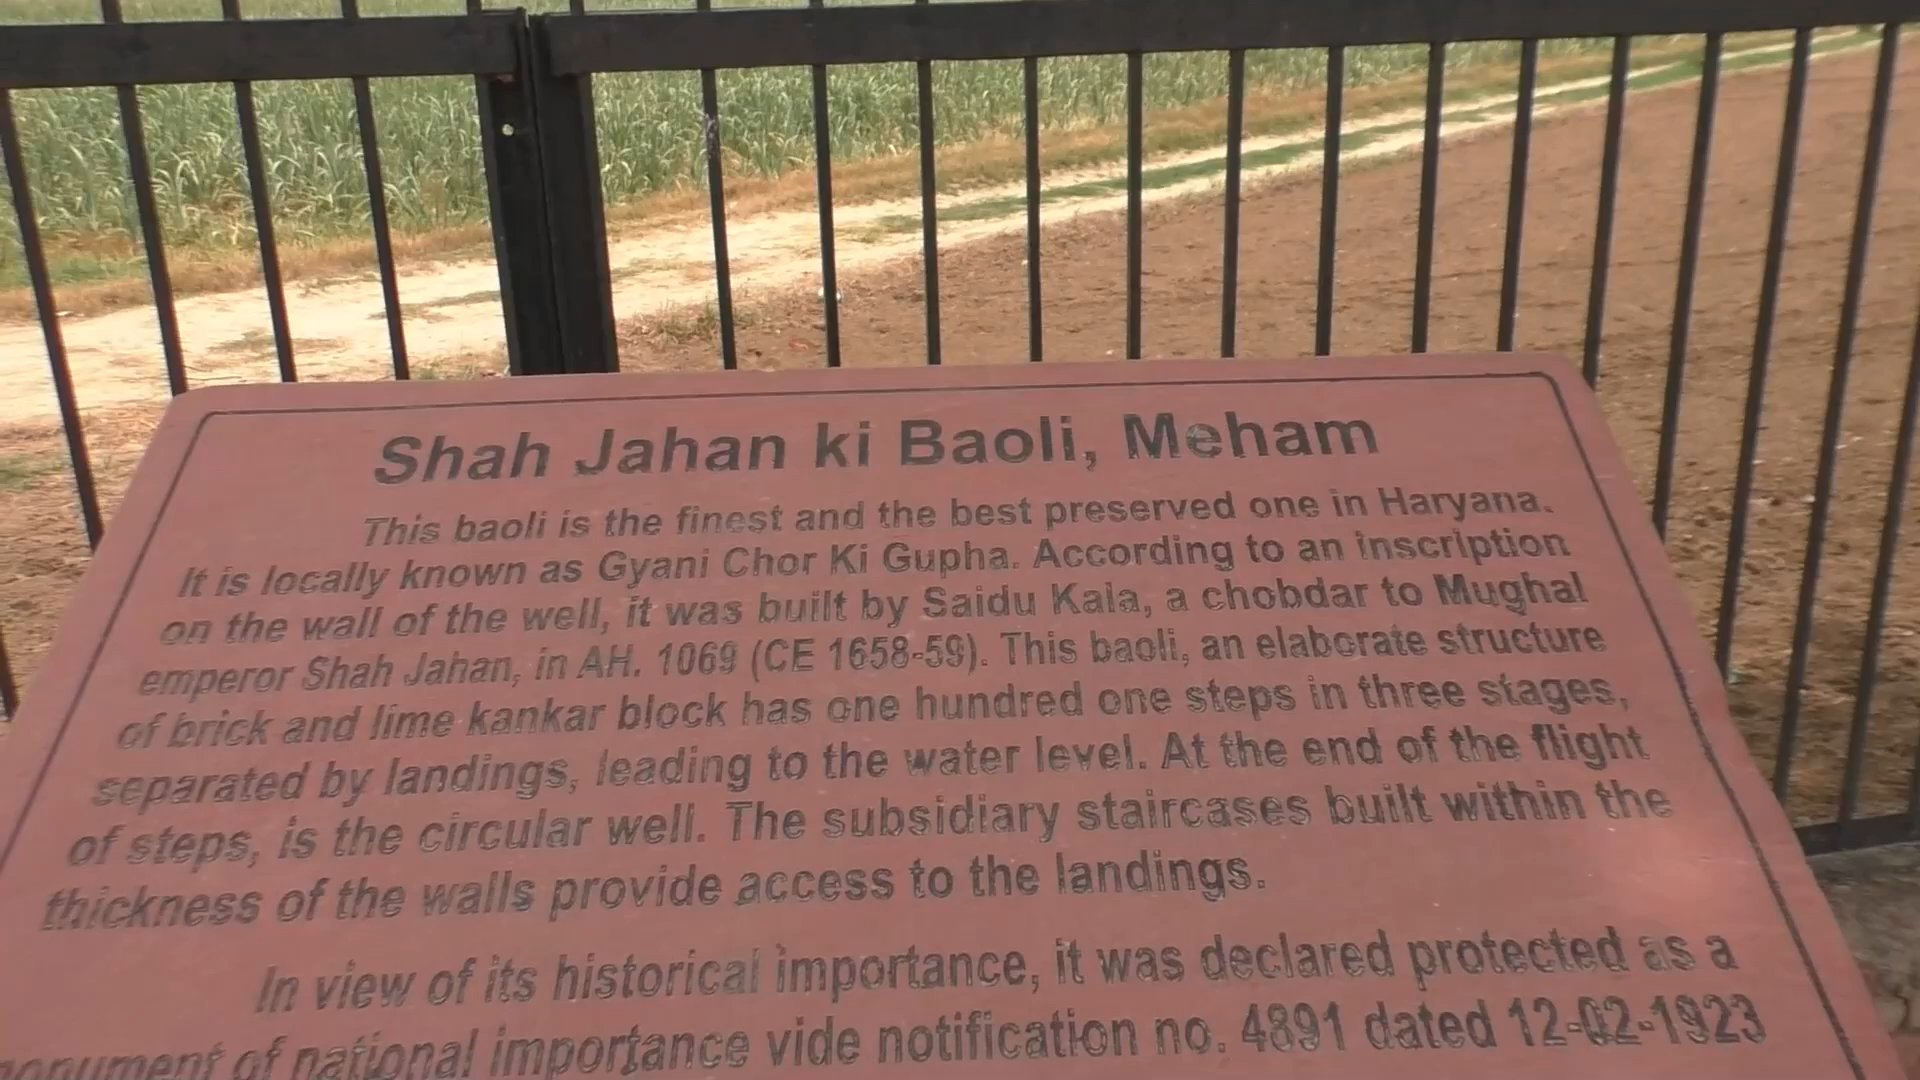 Shah Jahan ki Baoli, Meham
This baoli is the finest and the best preserved one in Haryana.
It is locally known as Gyani Chor Ki Gupha. According to an inscription
on the wall of the well, it was built by Saidu Kala, a chobdar to Mughal
emperor Shah Jahan, in AH. 1069 (CE 1658-59). This baoli, an elaborate structure
of brick and lime kankar block has one hundred one steps in three stages,
separated by landings, leading to the water level. At the end of the flight
of steps, is the circular well. The subsidiary staircases built within the
thickness of the walls provide access to the landings.
In view of its historical importance, it was declared protected as a
monument of national importance vide notification no. 4891 dated 12-02-1923